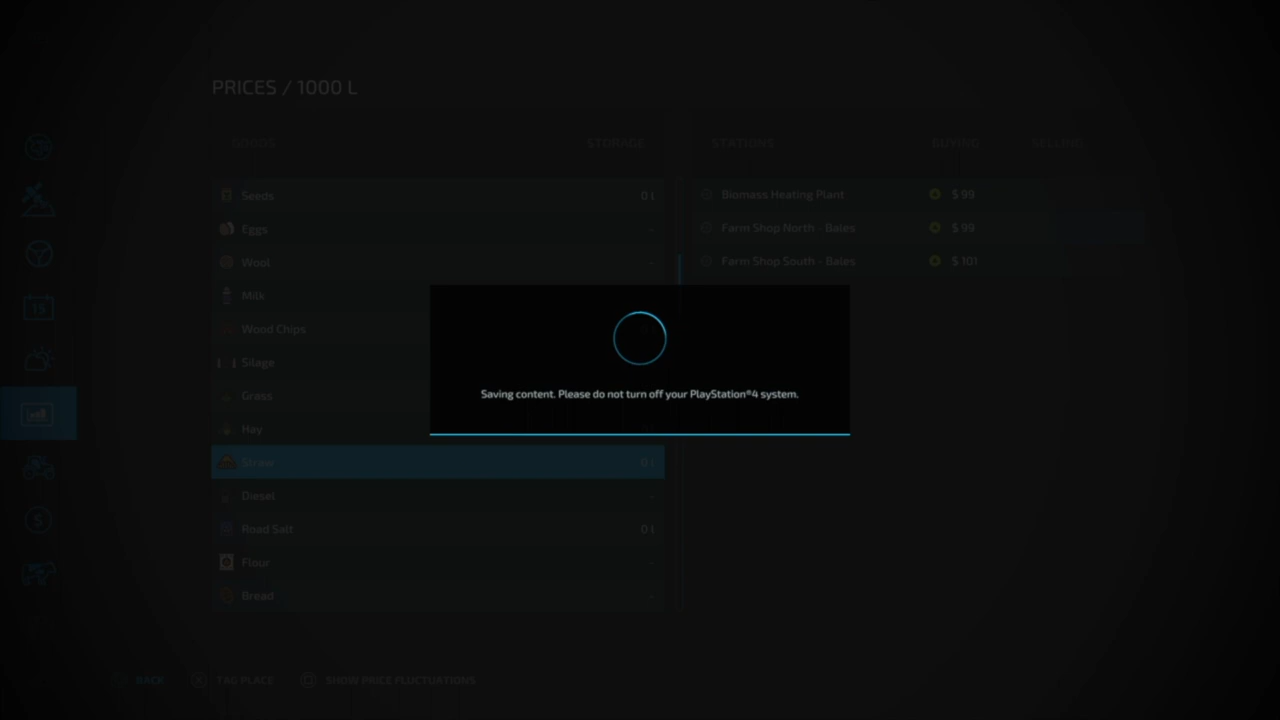 PRICES / 1000 L
GOODS STORAGE STATIONS BUYING SELLING
Seeds 0 l Biomass Heating Plant $ 99
Eggs - Farm Shop North - Bales $ 99
Wool - Farm Shop South - Bales $ 101
Milk
Wood Chips
Silage
Grass
Hay
Straw 0 l
Diesel -
Road Salt 0 l
Flour -
Bread -
15
Saving content. Please do not turn off your PlayStation®4 system.
BACK TAG PLACE SHOW PRICE FLUCTUATIONS